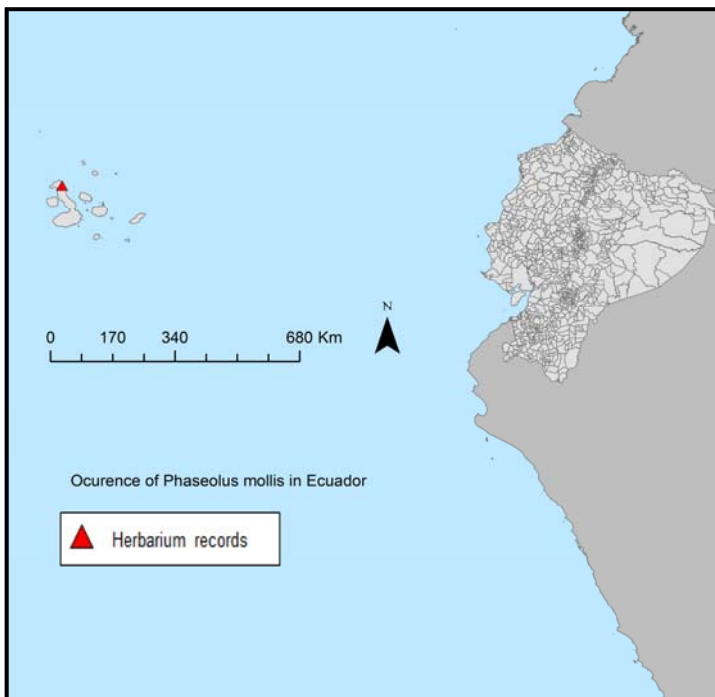 N
0 170 340 680 Km
Ocurence of Phaseolus mollis in Ecuador
Herbarium records